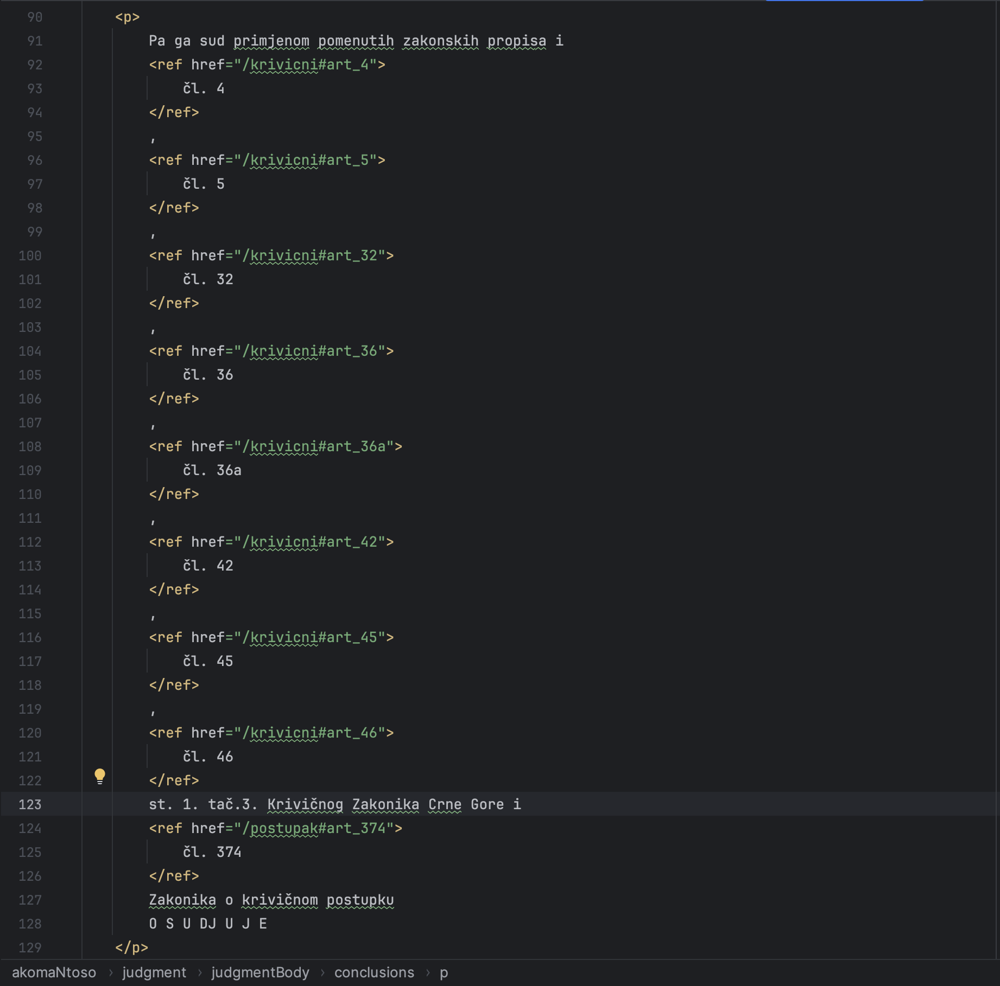 90 <p>
91 Pa ga sud primjenom pomenutih zakonskih propisa i
92 <ref href="/krivicni#art_4">
93 čl. 4
94 </ref>
95 ,
96 <ref href="/krivicni#art_5">
97 čl. 5
98 </ref>
99 ,
100 <ref href="/krivicni#art_32">
101 čl. 32
102 </ref>
103 ,
104 <ref href="/krivicni#art_36">
105 čl. 36
106 </ref>
107 ,
108 <ref href="/krivicni#art_36a">
109 čl. 36a
110 </ref>
111 ,
112 <ref href="/krivicni#art_42">
113 čl. 42
114 </ref>
115 ,
116 <ref href="/krivicni#art_45">
117 čl. 45
118 </ref>
119 ,
120 <ref href="/krivicni#art_46">
121 čl. 46
122 </ref>
123 st. 1. tač.3. Krivičnog Zakonika Crne Gore i
124 <ref href="/postupak#art_374">
125 čl. 374
126 </ref>
127 Zakonika o krivičnom postupku
128 O S U DJ U J E
129 </p>
akomaNtoso › judgment › judgmentBody › conclusions › p